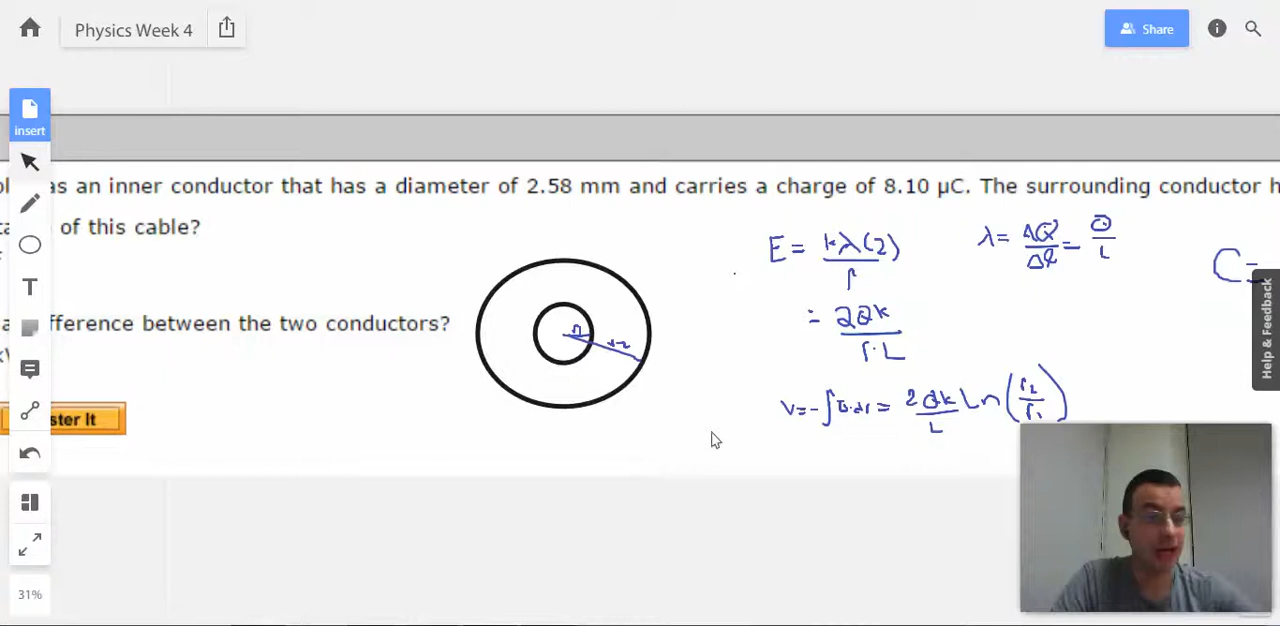 Physics Week 4
Share
insert
as an inner conductor that has a diameter of 2.58 mm and carries a charge of 8.10 μC. The surrounding conductor h
of this cable?
E = kλ(2) / r
λ = ΔQ / Δl = Q / L
C =
= 2Qk / r·L
fference between the two conductors?
r1
r2
V = - ∫E·dr = 2Qk / L Ln(r2 / r1)
ster It
Help & Feedback
31%